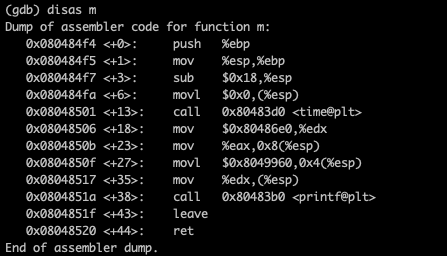 (gdb) disas m
Dump of assembler code for function m:
   0x080484f4 <+0>:     push   %ebp
   0x080484f5 <+1>:     mov    %esp,%ebp
   0x080484f7 <+3>:     sub    $0x18,%esp
   0x080484fa <+6>:     movl   $0x0,(%esp)
   0x08048501 <+13>:    call   0x80483d0 <time@plt>
   0x08048506 <+18>:    mov    $0x80486e0,%edx
   0x0804850b <+23>:    mov    %eax,0x8(%esp)
   0x0804850f <+27>:    movl   $0x8049960,0x4(%esp)
   0x08048517 <+35>:    mov    %edx,(%esp)
   0x0804851a <+38>:    call   0x80483b0 <printf@plt>
   0x0804851f <+43>:    leave
   0x08048520 <+44>:    ret
End of assembler dump.